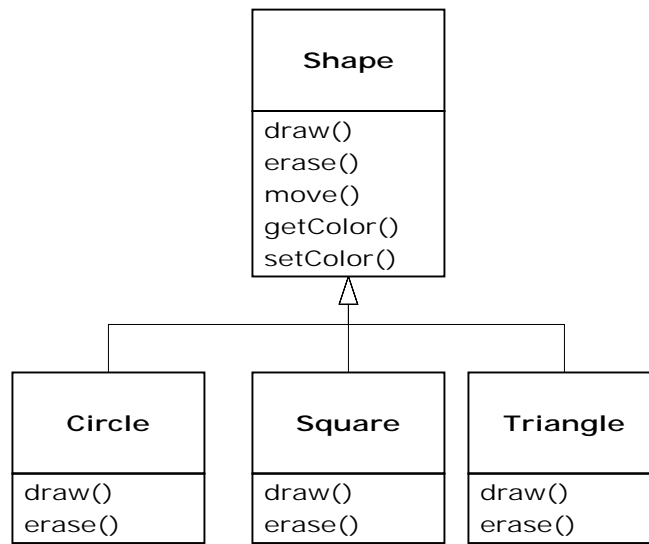 Shape
draw()
erase()
move()
getColor()
setColor()
Circle
draw()
erase()
Square
draw()
erase()
Triangle
draw()
erase()